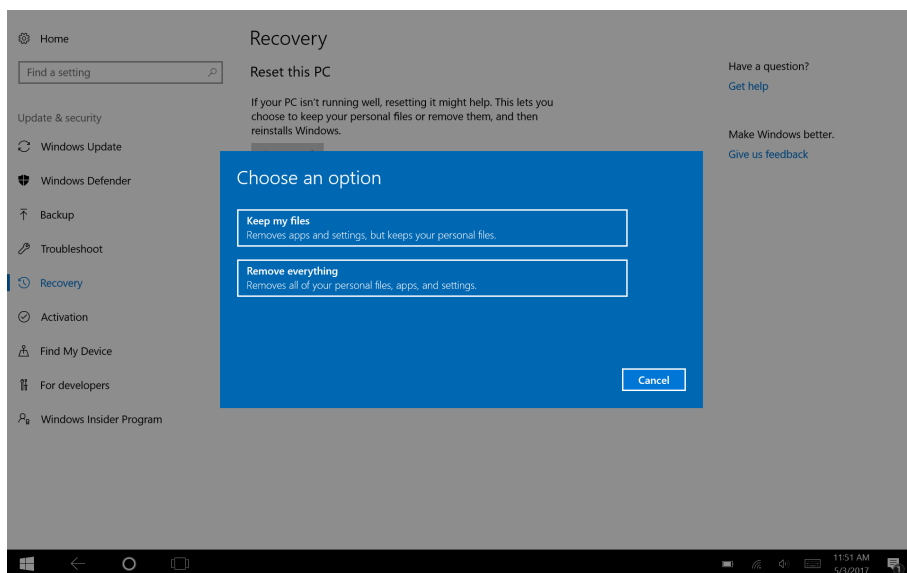 Home
Find a setting
Update & security
Windows Update
Windows Defender
Backup
Troubleshoot
Recovery
Activation
Find My Device
For developers
Windows Insider Program
Recovery
Reset this PC
If your PC isn't running well, resetting it might help. This lets you
choose to keep your personal files or remove them, and then
reinstalls Windows.
Choose an option
Keep my files
Removes apps and settings, but keeps your personal files.
Remove everything
Removes all of your personal files, apps, and settings.
Cancel
Have a question?
Get help
Make Windows better.
Give us feedback
11:51 AM
5/3/2017
1